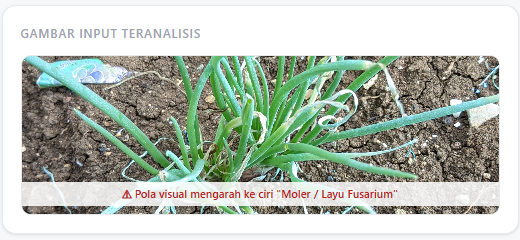 GAMBAR INPUT TERANALISIS
⚠ Pola visual mengarah ke ciri "Moler / Layu Fusarium"